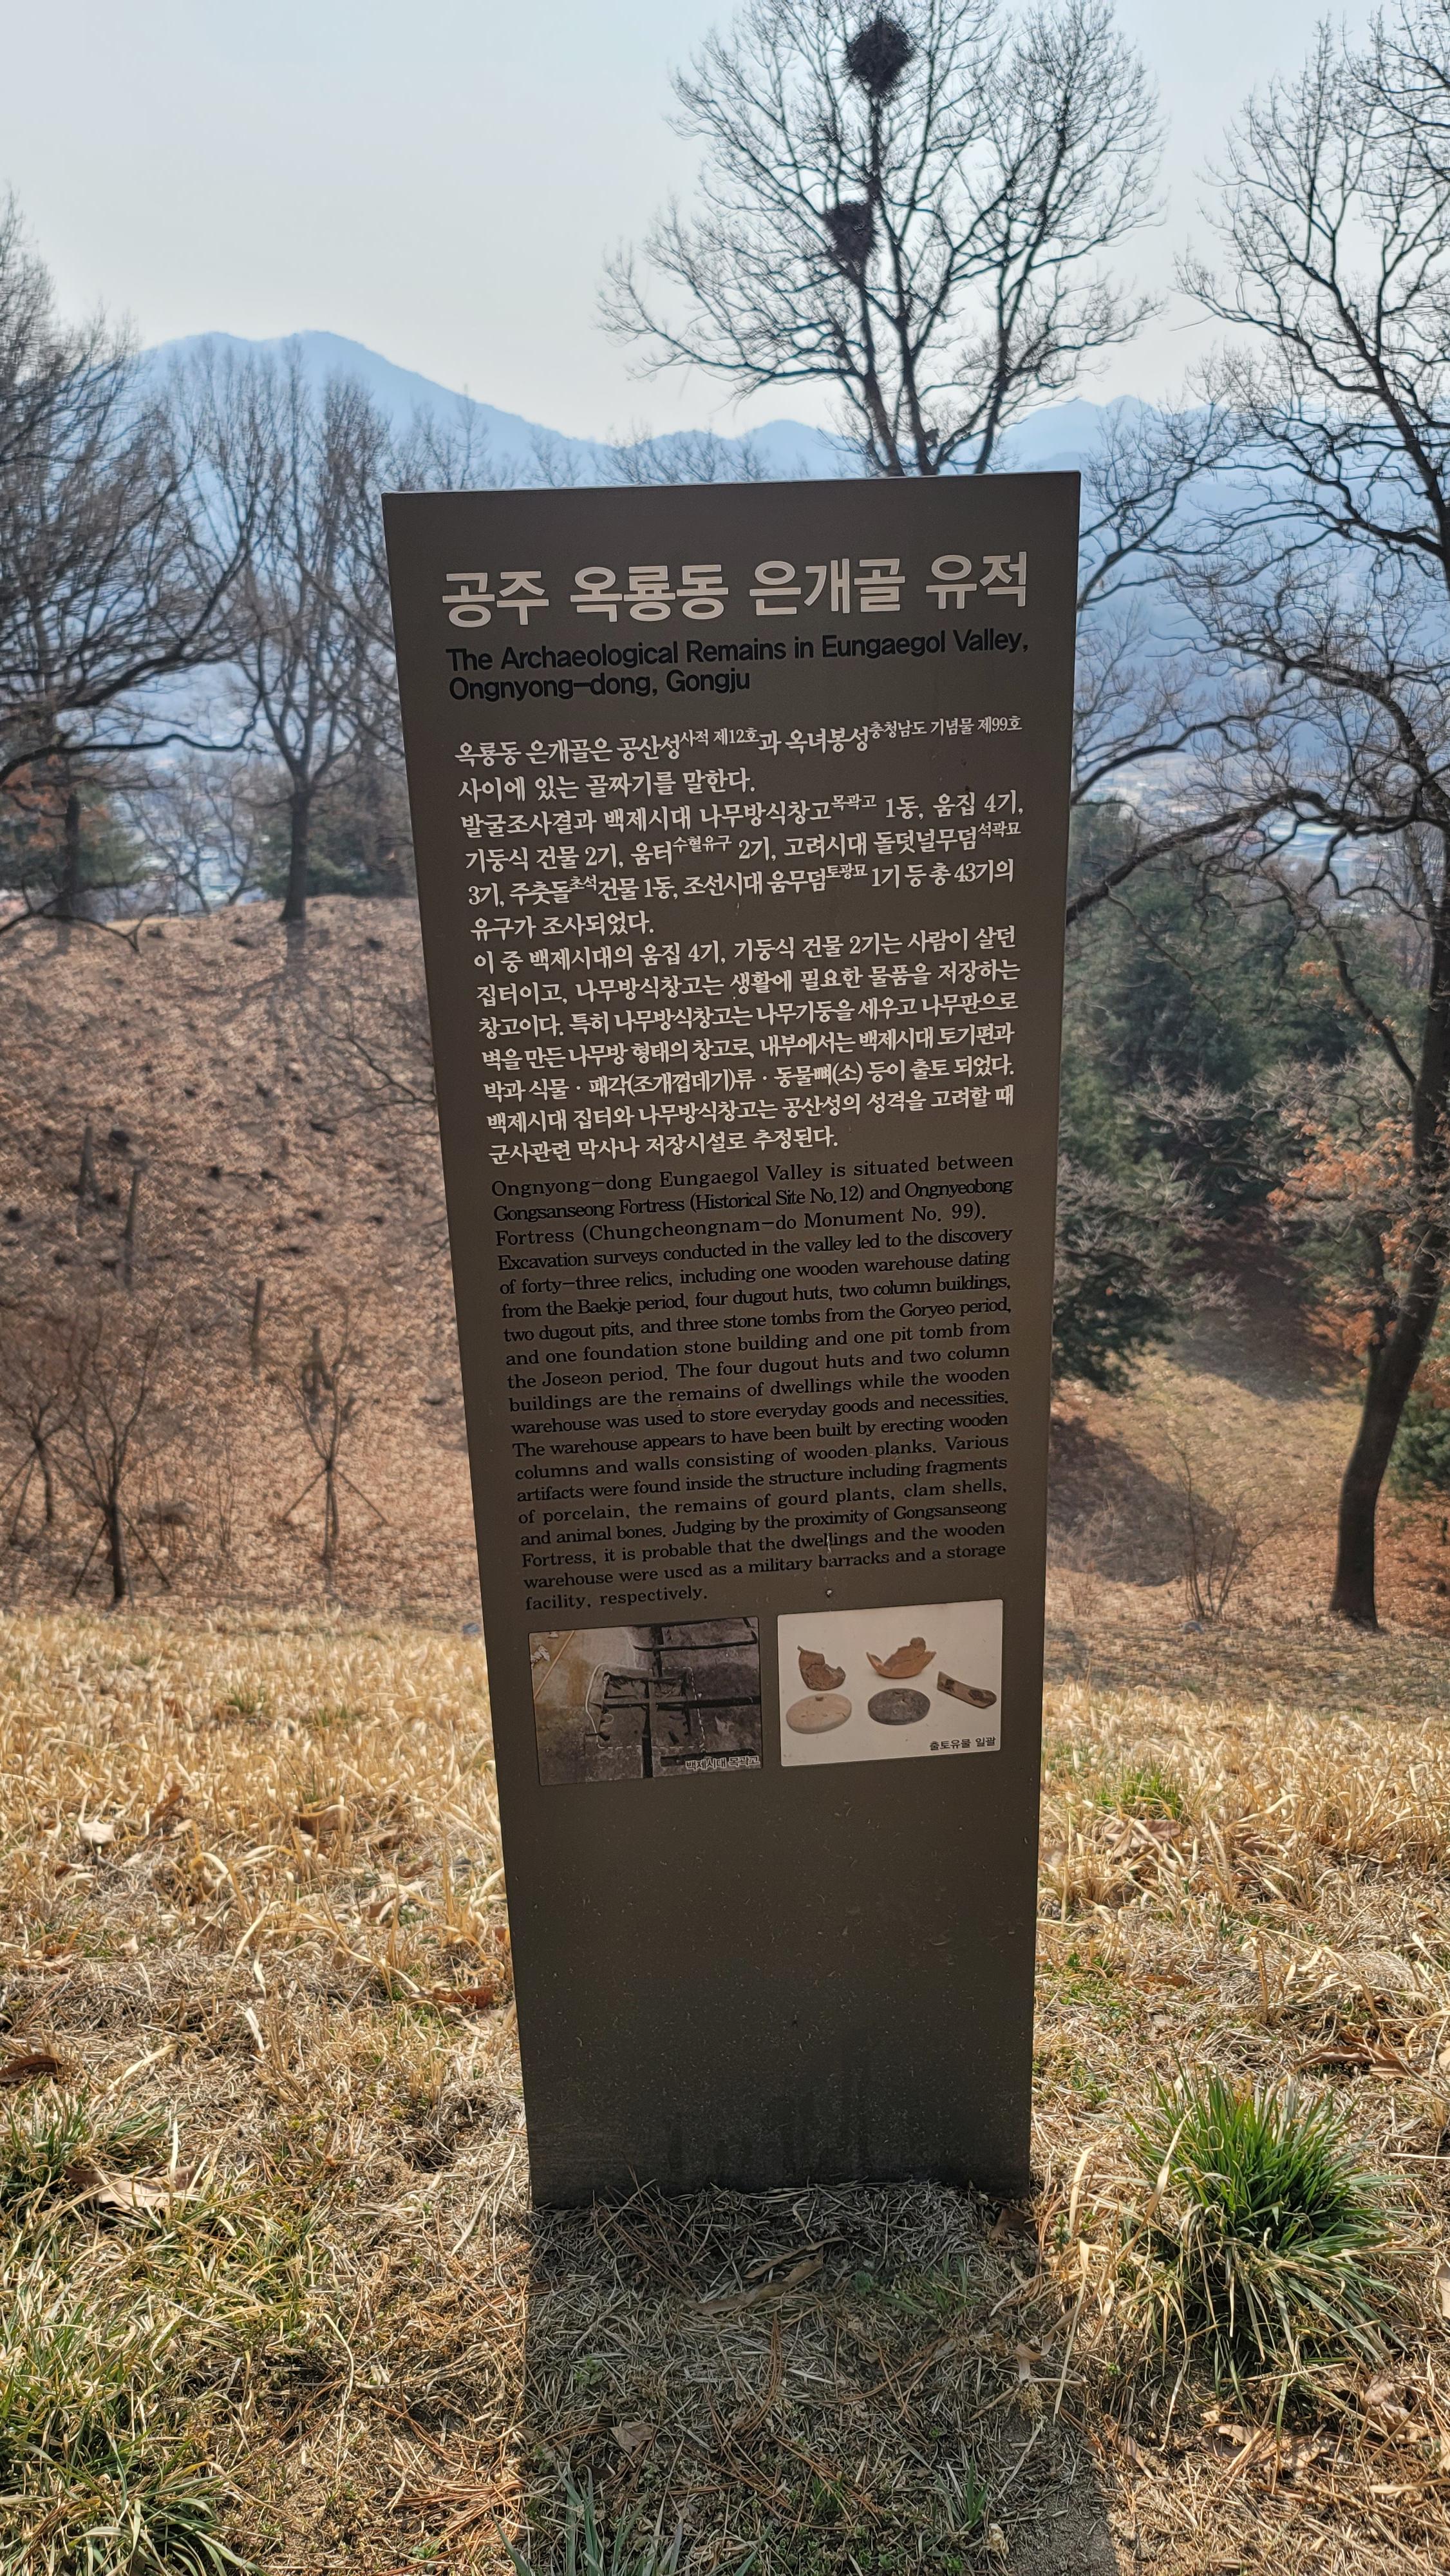 공주 옥룡동 은개골 유적
The Archaeological Remains in Eungaegol Valley,
Ongnyong-dong, Gongju
옥룡동 은개골은 공산성사적 제12호과 옥녀봉성충청남도 기념물 제99호
사이에 있는 골짜기를 말한다.
발굴조사결과 백제시대 나무방식창고목곽고 1동, 움집 4기,
기둥식 건물 2기, 움터수혈유구 2기, 고려시대 돌덧널무덤석곽묘
3기, 주춧돌초석건물 1동, 조선시대 움무덤토광묘 1기 등 총 43기의
유구가 조사되었다.
이 중 백제시대의 움집 4기, 기둥식 건물 2기는 사람이 살던
집터이고, 나무방식창고는 생활에 필요한 물품을 저장하는
창고이다. 특히 나무방식창고는 나무기둥을 세우고 나무판으로
벽을 만든 나무방 형태의 창고로, 내부에서는 백제시대 토기편과
박과 식물 · 패각(조개껍데기)류 · 동물뼈(소) 등이 출토 되었다.
백제시대 집터와 나무방식창고는 공산성의 성격을 고려할 때
군사관련 막사나 저장시설로 추정된다.
Ongnyong-dong Eungaegol Valley is situated between
Gongsanseong Fortress (Historical Site No.12) and Ongnyeobong
Fortress (Chungcheongnam-do Monument No. 99).
Excavation surveys conducted in the valley led to the discovery
of forty-three relics, including one wooden warehouse dating
from the Baekje period, four dugout huts, two column buildings,
two dugout pits, and three stone tombs from the Goryeo period,
and one foundation stone building and one pit tomb from
the Joseon period. The four dugout huts and two column
buildings are the remains of dwellings while the wooden
warehouse was used to store everyday goods and necessities.
The warehouse appears to have been built by erecting wooden
columns and walls consisting of wooden planks. Various
artifacts were found inside the structure including fragments
of porcelain, the remains of gourd plants, clam shells,
and animal bones. Judging by the proximity of Gongsanseong
Fortress, it is probable that the dwellings and the wooden
warehouse were used as a military barracks and a storage
facility, respectively.
백제시대 목곽고
출토유물 일괄